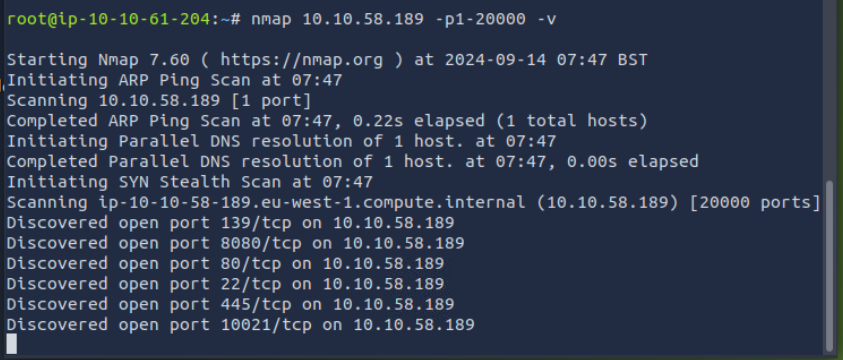 root@ip-10-10-61-204:~# nmap 10.10.58.189 -p1-20000 -v
Starting Nmap 7.60 ( https://nmap.org ) at 2024-09-14 07:47 BST
Initiating ARP Ping Scan at 07:47
Scanning 10.10.58.189 [1 port]
Completed ARP Ping Scan at 07:47, 0.22s elapsed (1 total hosts)
Initiating Parallel DNS resolution of 1 host. at 07:47
Completed Parallel DNS resolution of 1 host. at 07:47, 0.00s elapsed
Initiating SYN Stealth Scan at 07:47
Scanning ip-10-10-58-189.eu-west-1.compute.internal (10.10.58.189) [20000 ports]
Discovered open port 139/tcp on 10.10.58.189
Discovered open port 8080/tcp on 10.10.58.189
Discovered open port 80/tcp on 10.10.58.189
Discovered open port 22/tcp on 10.10.58.189
Discovered open port 445/tcp on 10.10.58.189
Discovered open port 10021/tcp on 10.10.58.189